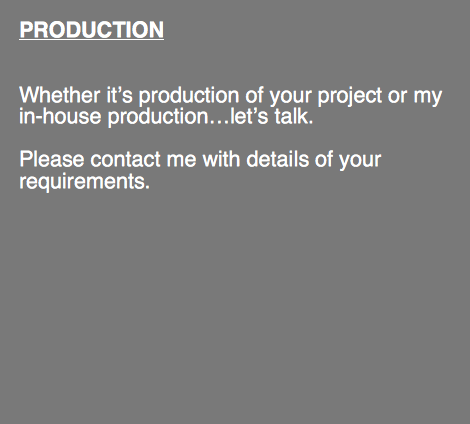 PRODUCTION
Whether it’s production of your project or my
in-house production…let’s talk.
Please contact me with details of your
requirements.